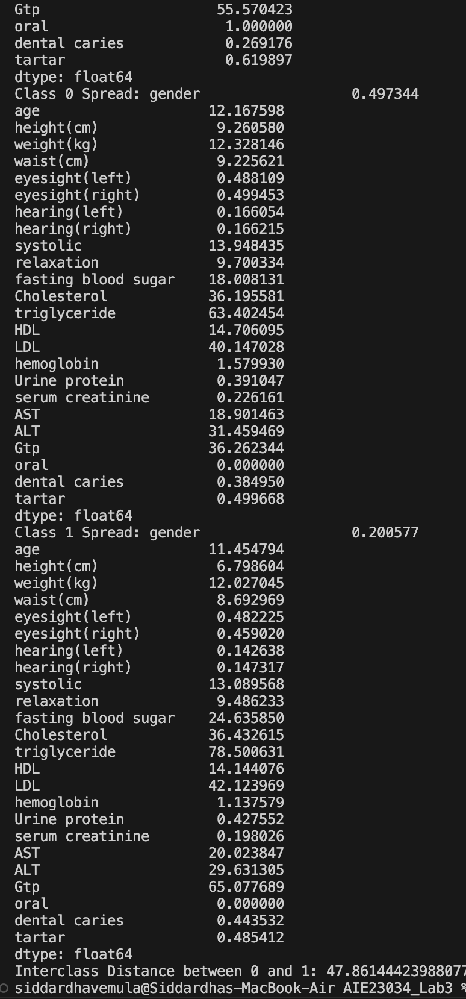 Gtp                     55.570423
oral                     1.000000
dental caries            0.269176
tartar                   0.619897
dtype: float64
Class 0 Spread: gender                  0.497344
age                    12.167598
height(cm)              9.260580
weight(kg)             12.328146
waist(cm)               9.225621
eyesight(left)          0.488109
eyesight(right)         0.499453
hearing(left)           0.166054
hearing(right)          0.166215
systolic               13.948435
relaxation              9.700334
fasting blood sugar    18.008131
Cholesterol            36.195581
triglyceride           63.402454
HDL                    14.706095
LDL                    40.147028
hemoglobin              1.579930
Urine protein           0.391047
serum creatinine        0.226161
AST                    18.901463
ALT                    31.459469
Gtp                    36.262344
oral                    0.000000
dental caries           0.384950
tartar                  0.499668
dtype: float64
Class 1 Spread: gender                  0.200577
age                    11.454794
height(cm)              6.798604
weight(kg)             12.027045
waist(cm)               8.692969
eyesight(left)          0.482225
eyesight(right)         0.459020
hearing(left)           0.142638
hearing(right)          0.147317
systolic               13.089568
relaxation              9.486233
fasting blood sugar    24.635850
Cholesterol            36.432615
triglyceride           78.500631
HDL                    14.144076
LDL                    42.123969
hemoglobin              1.137579
Urine protein           0.427552
serum creatinine        0.198026
AST                    20.023847
ALT                    29.631305
Gtp                    65.077689
oral                    0.000000
dental caries           0.443532
tartar                  0.485412
dtype: float64
Interclass Distance between 0 and 1: 47.86144423988077
siddardhavemula@Siddardhas-MacBook-Air AIE23034_Lab3 %